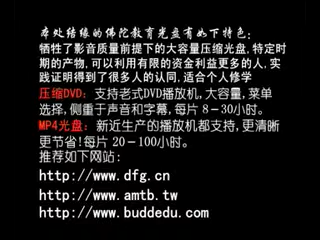 本处结缘的佛陀教育光盘有如下特色:
牺牲了影音质量前提下的大容量压缩光盘,特定时
期的产物,可以利用有限的资金利益更多的人,实
践证明得到了很多人的认同,适合个人修学
压缩DVD: 支持老式DVD播放机,大容量,菜单
选择,侧重于声音和字幕,每片 8－30小时。
MP4光盘: 新近生产的播放机都支持,更清晰
更节省!每片 20－100小时。
推荐如下网站:
http://www.dfg.cn
http://www.amtb.tw
http://www.buddedu.com